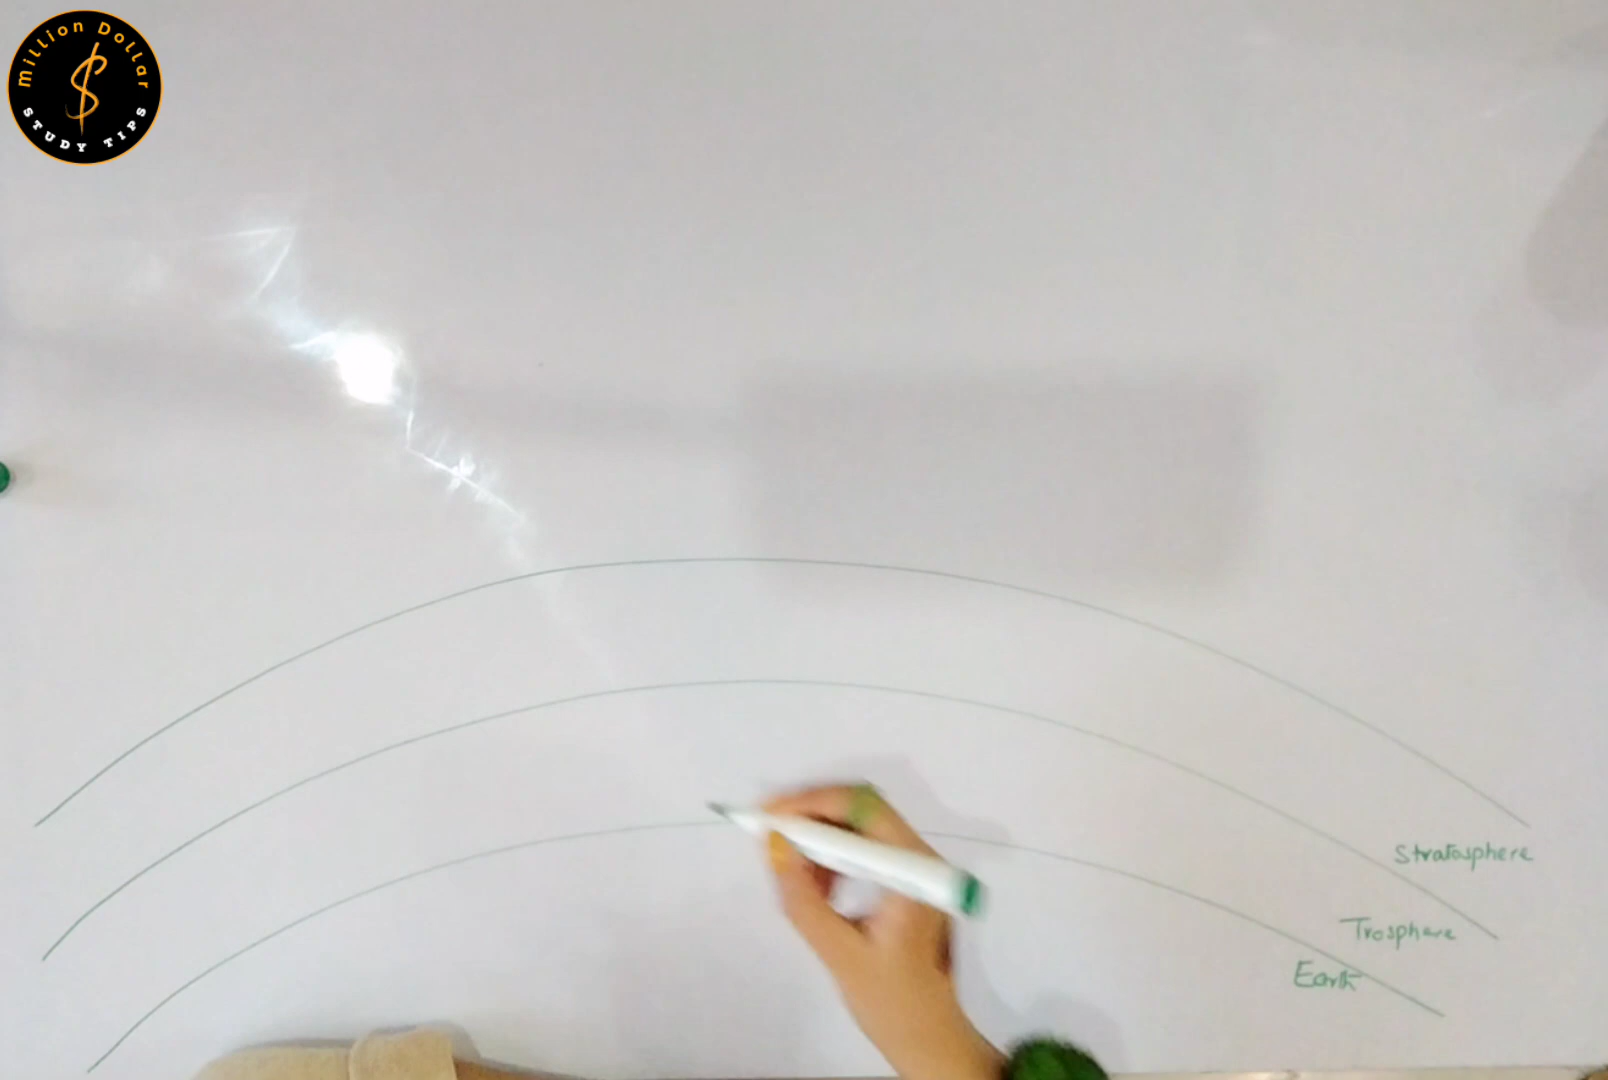 Million Dollar
STUDY TIPS
Stratosphere
Trosphere
Earth